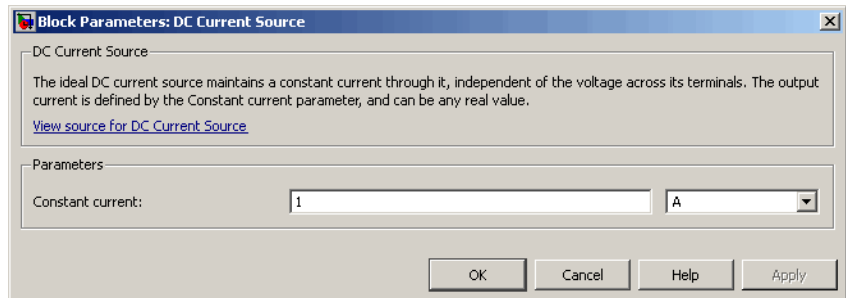 Block Parameters: DC Current Source
DC Current Source
The ideal DC current source maintains a constant current through it, independent of the voltage across its terminals. The output
current is defined by the Constant current parameter, and can be any real value.
View source for DC Current Source
Parameters
Constant current: 1 A
OK Cancel Help Apply